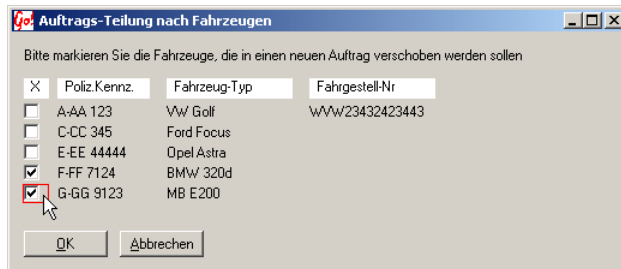 Go! Auftrags-Teilung nach Fahrzeugen
Bitte markieren Sie die Fahrzeuge, die in einen neuen Auftrag verschoben werden sollen
X Poliz.Kennz. Fahrzeug-Typ Fahrgestell-Nr
A-AA 123 VW Golf WVW23432423443
C-CC 345 Ford Focus
E-EE 44444 Opel Astra
F-FF 7124 BMW 320d
G-GG 9123 MB E200
OK Abbrechen